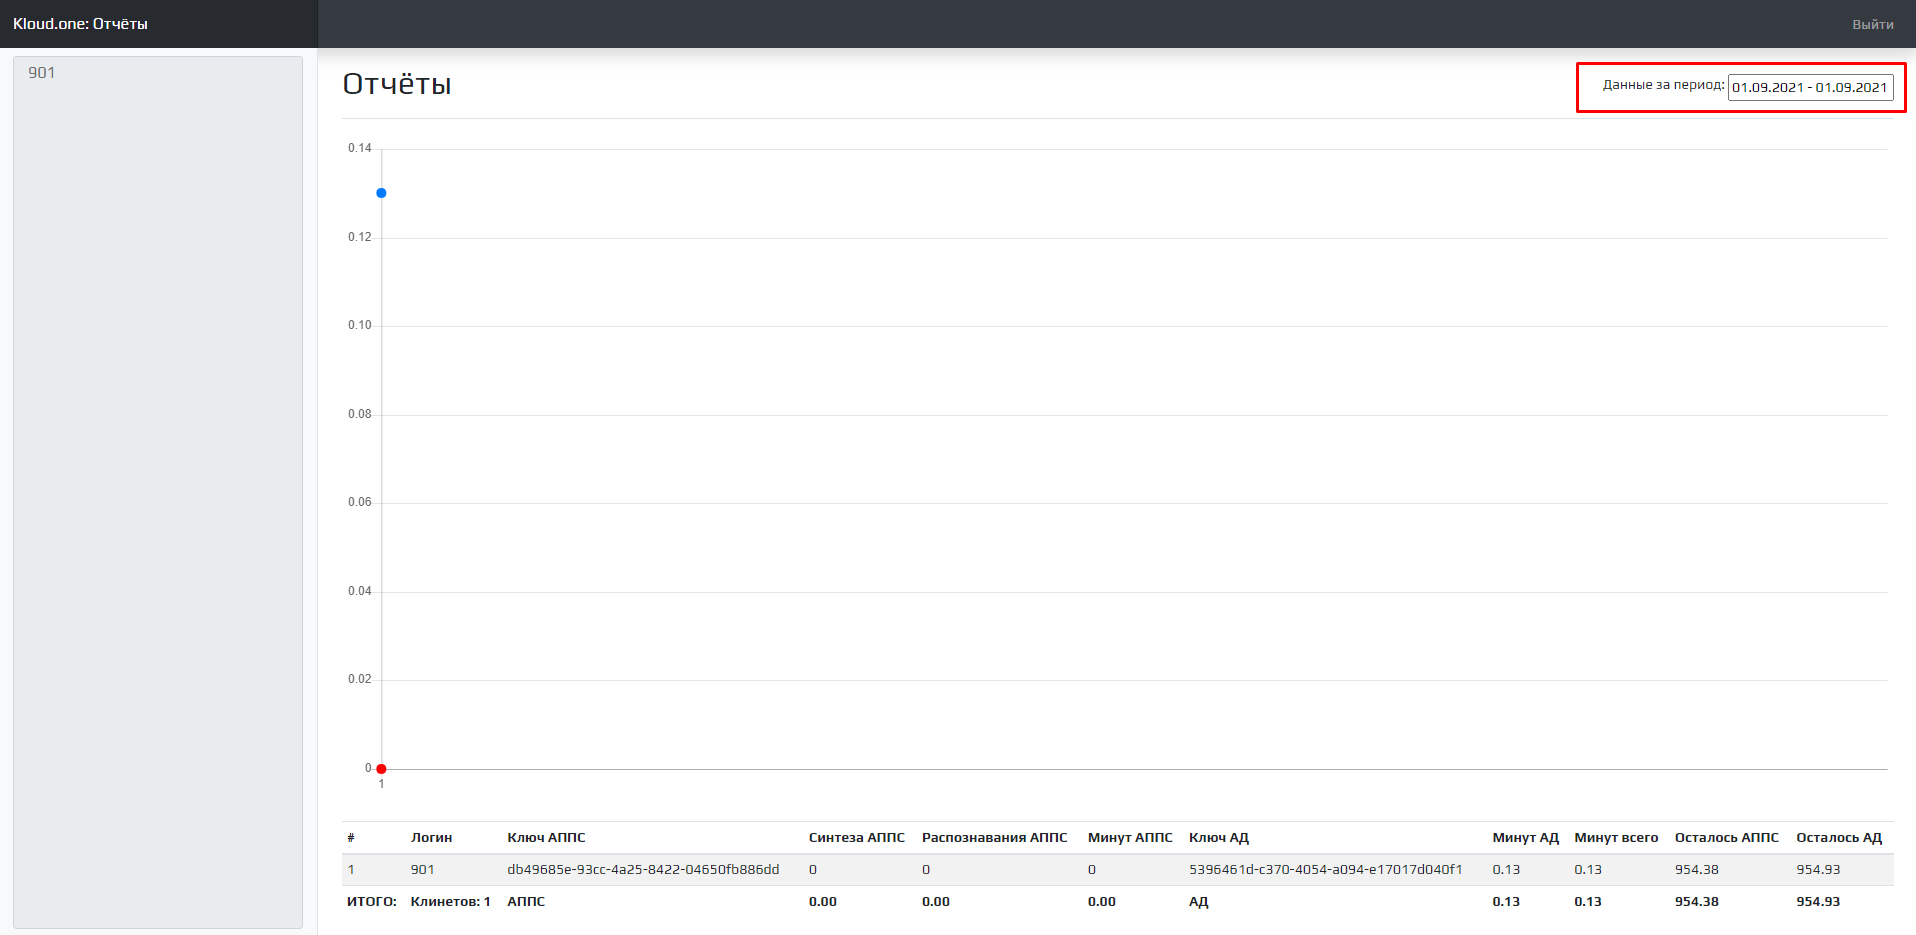 Kloud.one: Отчёты
Выйти
901
Отчёты
Данные за период: 01.09.2021 - 01.09.2021
0.14
0.12
0.10
0.08
0.06
0.04
0.02
0
1
# Логин Ключ АППС Синтеза АППС Распознавания АППС Минут АППС Ключ АД Минут АД Минут всего Осталось АППС Осталось АД
1 901 db49685e-93cc-4a25-8422-04650fb886dd 0 0 0 5396461d-c370-4054-a094-e17017d040f1 0.13 0.13 954.38 954.93
ИТОГО: Клинетов: 1 АППС 0.00 0.00 0.00 АД 0.13 0.13 954.38 954.93